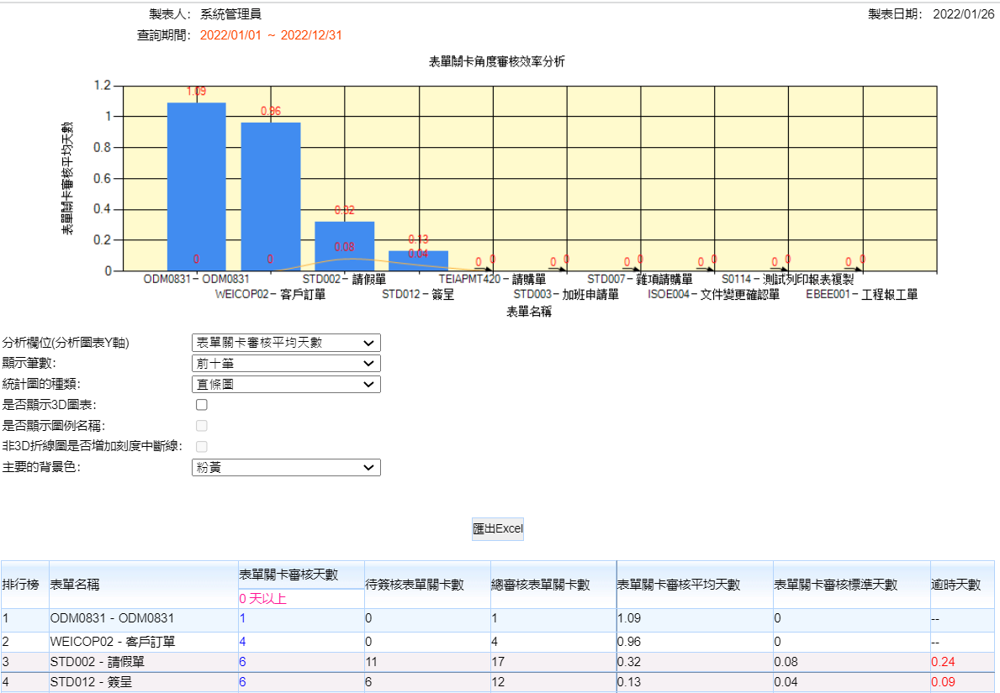 製表人： 系統管理員 製表日期： 2022/01/26
查詢期間： 2022/01/01 ~ 2022/12/31
表單關卡角度審核效率分析
表單關卡審核平均天數
1.2
1
0.8
0.6
0.4
0.2
0
1.09
0.96
0.32
0.13
0 0 0.08 0.04 0 0 0 0 0 0 0 0 0 0 0 0
ODM0831 - ODM0831 STD002 - 請假單 TEIAPMT420 - 請購單 STD007 - 雜項請購單 S0114 - 測試列印報表複製
WEICOP02 - 客戶訂單 STD012 - 簽呈 STD003 - 加班申請單 ISOE004 - 文件變更確認單 EBEE001 - 工程報工單
表單名稱
分析欄位(分析圖表Y軸) 表單關卡審核平均天數
顯示筆數: 前十筆
統計圖的種類: 直條圖
是否顯示3D圖表:
是否顯示圖例名稱:
非3D折線圖是否增加刻度中斷線:
主要的背景色: 粉黃
匯出Excel
排行榜 表單名稱 表單關卡審核天數 待簽核表單關卡數 總審核表單關卡數 表單關卡審核平均天數 表單關卡審核標準天數 逾時天數
0 天以上
1 ODM0831 - ODM0831 1 0 1 1.09 0 --
2 WEICOP02 - 客戶訂單 4 0 4 0.96 0 --
3 STD002 - 請假單 6 11 17 0.32 0.08 0.24
4 STD012 - 簽呈 6 6 12 0.13 0.04 0.09